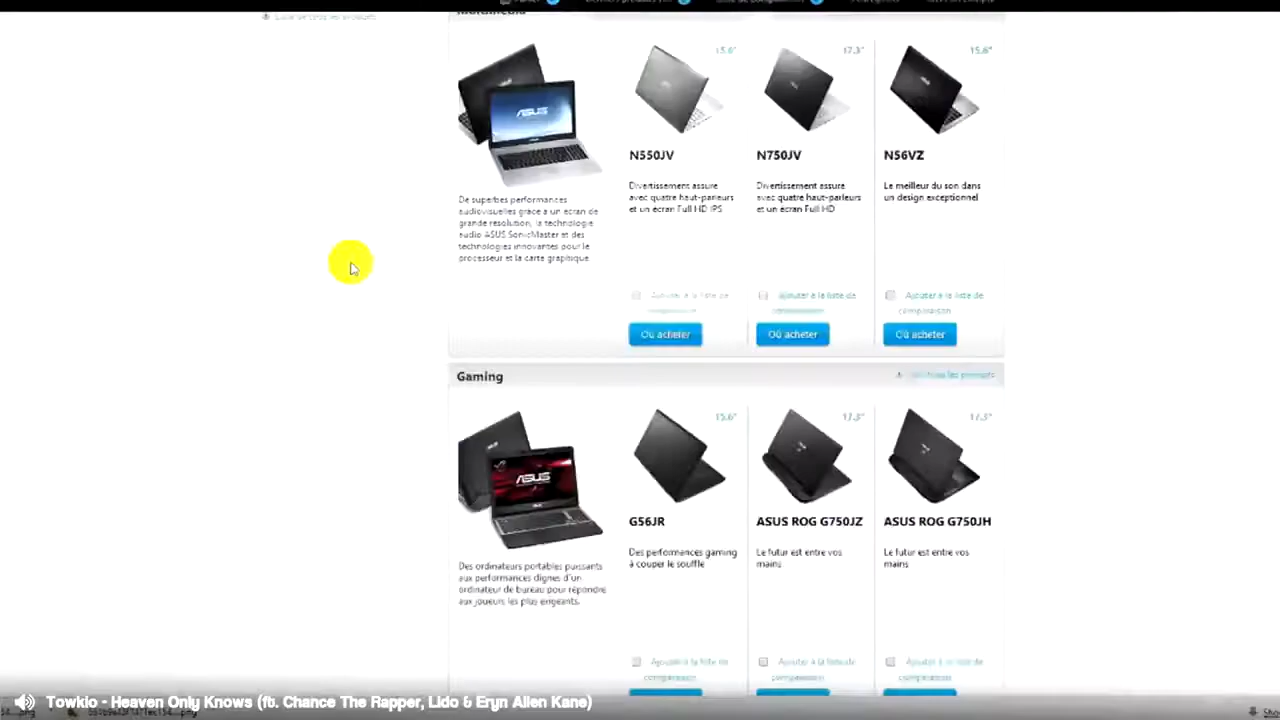 15.6"
17.3"
15.6"
ASUS
N550JV
N750JV
N56VZ
De superbes performances
audiovisuelles grâce à un écran de
grande résolution, la technologie
audio ASUS SonicMaster et des
technologies innovantes pour le
processeur et la carte graphique.
Divertissement assuré
avec quatre haut-parleurs
et un écran Full HD IPS
Divertissement assuré
avec quatre haut-parleurs
et un écran Full HD
Le meilleur du son dans
un design exceptionnel
Ajouter à la liste de
comparaison
Ajouter à la liste de
comparaison
Ajouter à la liste de
comparaison
Où acheter
Où acheter
Où acheter
Gaming
15.6"
17.3"
17.3"
ASUS
G56JR
ASUS ROG G750JZ
ASUS ROG G750JH
Des ordinateurs portables puissants
aux performances dignes d'un
ordinateur de bureau pour répondre
aux joueurs les plus exigeants.
Des performances gaming
à couper le souffle
Le futur est entre vos
mains
Le futur est entre vos
mains
Ajouter à la liste de
comparaison
Ajouter à la liste de
comparaison
Ajouter à la liste de
comparaison
Towkio - Heaven Only Knows (ft. Chance The Rapper, Lido & Eryn Allen Kane)